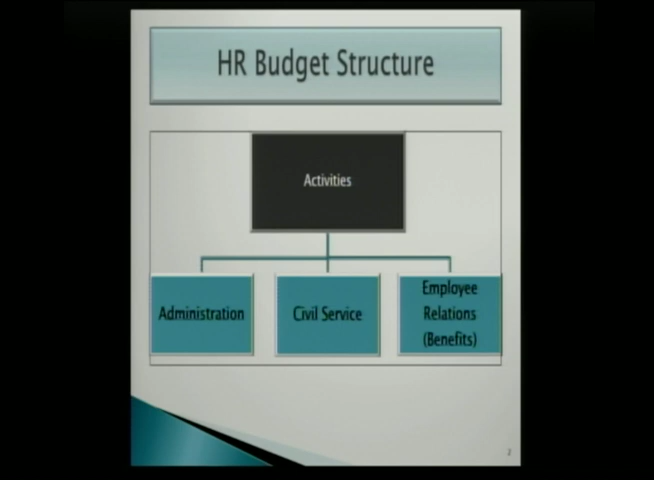 HR Budget Structure
Activities
Administration
Civil Service
Employee
Relations
(Benefits)
2